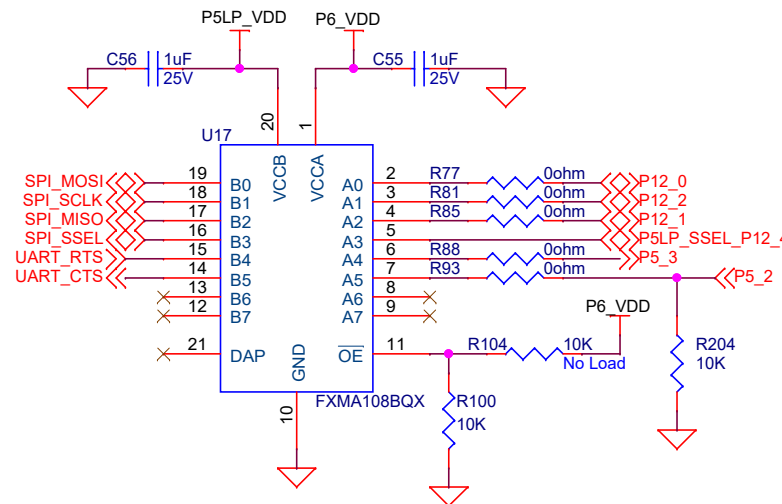 P5LP_VDD P6_VDD
C56 1uF C55 1uF
25V 25V
20 1
U17
VCCB VCCA
SPI_MOSI 19 B0 A0 2 R77 0ohm P12_0
SPI_SCLK 18 B1 A1 3 R81 0ohm P12_2
SPI_MISO 17 B2 A2 4 R85 0ohm P12_1
SPI_SSEL 16 B3 A3 5 P5LP_SSEL_P12_4
UART_RTS 15 B4 A4 6 R88 0ohm P5_3
UART_CTS 14 B5 A5 7 R93 0ohm P5_2
13 B6 A6 8
12 B7 A7 9
P6_VDD
21 DAP OE 11 R104 10K
No Load
R204
10K
GND
10
FXMA108BQX
R100
10K